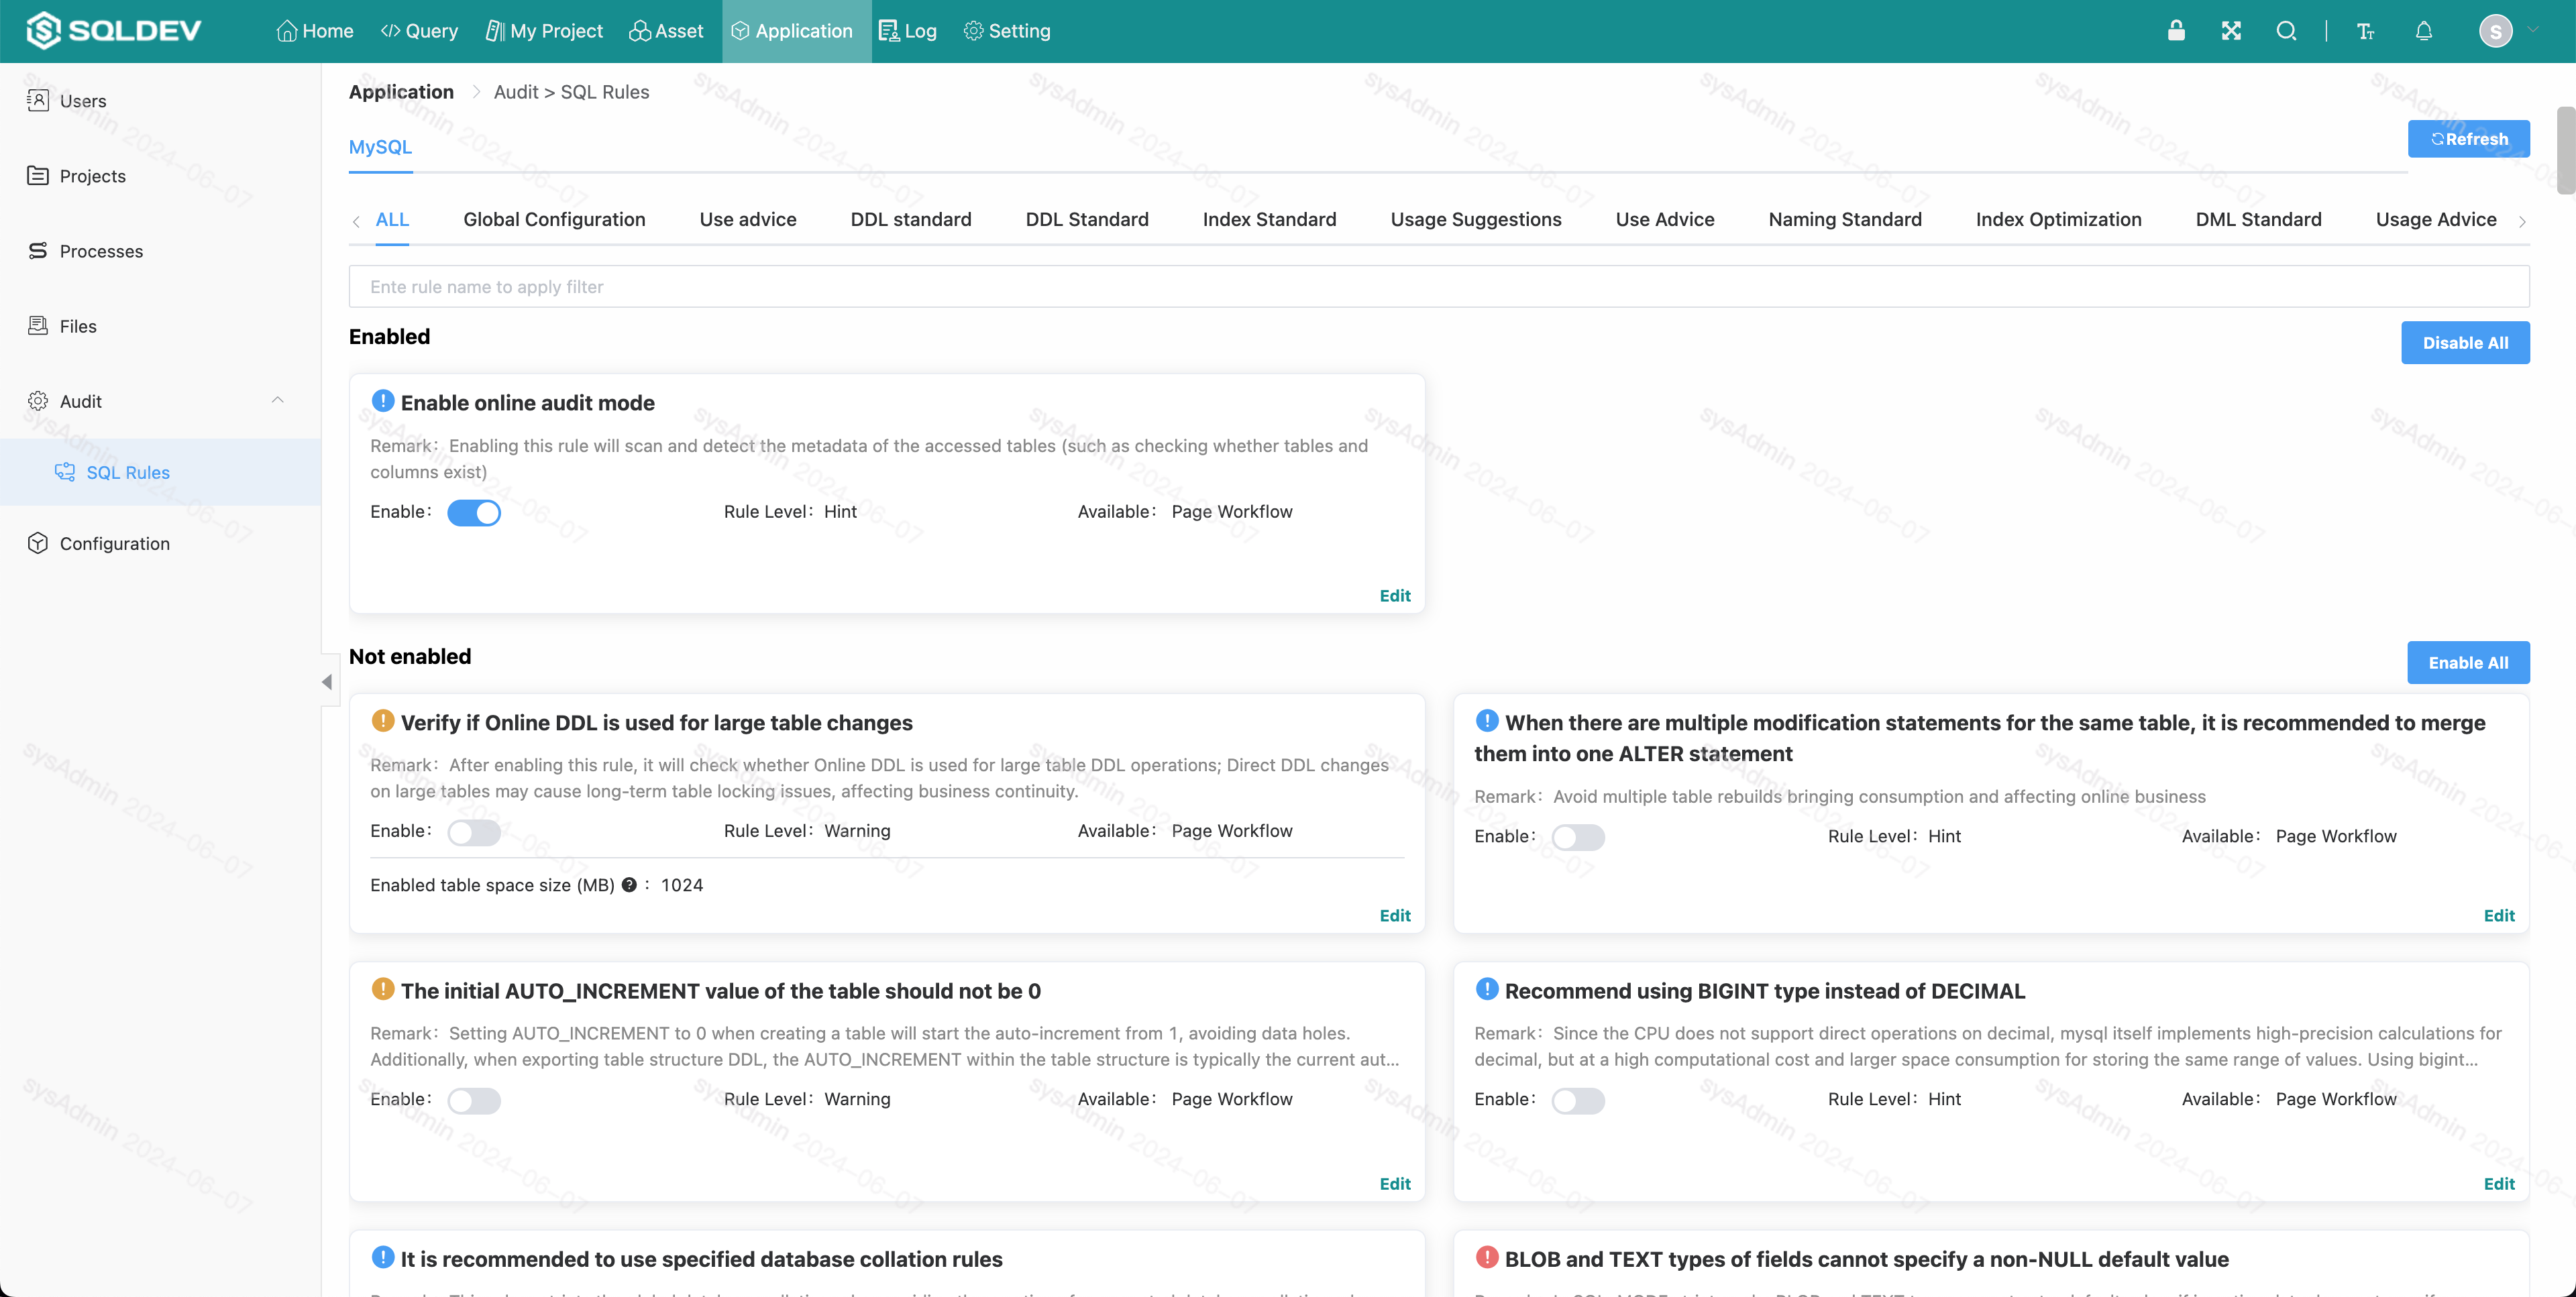 SQLDEV
Home
Query
My Project
Asset
Application
Log
Setting
S
Users
Projects
Processes
Files
Audit
SQL Rules
Configuration
Application > Audit > SQL Rules
MySQL
Refresh
ALL
Global Configuration
Use advice
DDL standard
DDL Standard
Index Standard
Usage Suggestions
Use Advice
Naming Standard
Index Optimization
DML Standard
Usage Advice
Ente rule name to apply filter
Enabled
Disable All
Enable online audit mode
Remark: Enabling this rule will scan and detect the metadata of the accessed tables (such as checking whether tables and
columns exist)
Enable: Rule Level: Hint Available: Page Workflow
Edit
Not enabled
Enable All
Verify if Online DDL is used for large table changes
Remark: After enabling this rule, it will check whether Online DDL is used for large table DDL operations; Direct DDL changes
on large tables may cause long-term table locking issues, affecting business continuity.
Enable: Rule Level: Warning Available: Page Workflow
Enabled table space size (MB) ? : 1024
Edit
When there are multiple modification statements for the same table, it is recommended to merge
them into one ALTER statement
Remark: Avoid multiple table rebuilds bringing consumption and affecting online business
Enable: Rule Level: Hint Available: Page Workflow
Edit
The initial AUTO_INCREMENT value of the table should not be 0
Remark: Setting AUTO_INCREMENT to 0 when creating a table will start the auto-increment from 1, avoiding data holes.
Additionally, when exporting table structure DDL, the AUTO_INCREMENT within the table structure is typically the current aut...
Enable: Rule Level: Warning Available: Page Workflow
Edit
Recommend using BIGINT type instead of DECIMAL
Remark: Since the CPU does not support direct operations on decimal, mysql itself implements high-precision calculations for
decimal, but at a high computational cost and larger space consumption for storing the same range of values. Using bigint...
Enable: Rule Level: Hint Available: Page Workflow
Edit
It is recommended to use specified database collation rules
BLOB and TEXT types of fields cannot specify a non-NULL default value
sysAdmin 2024-06-07